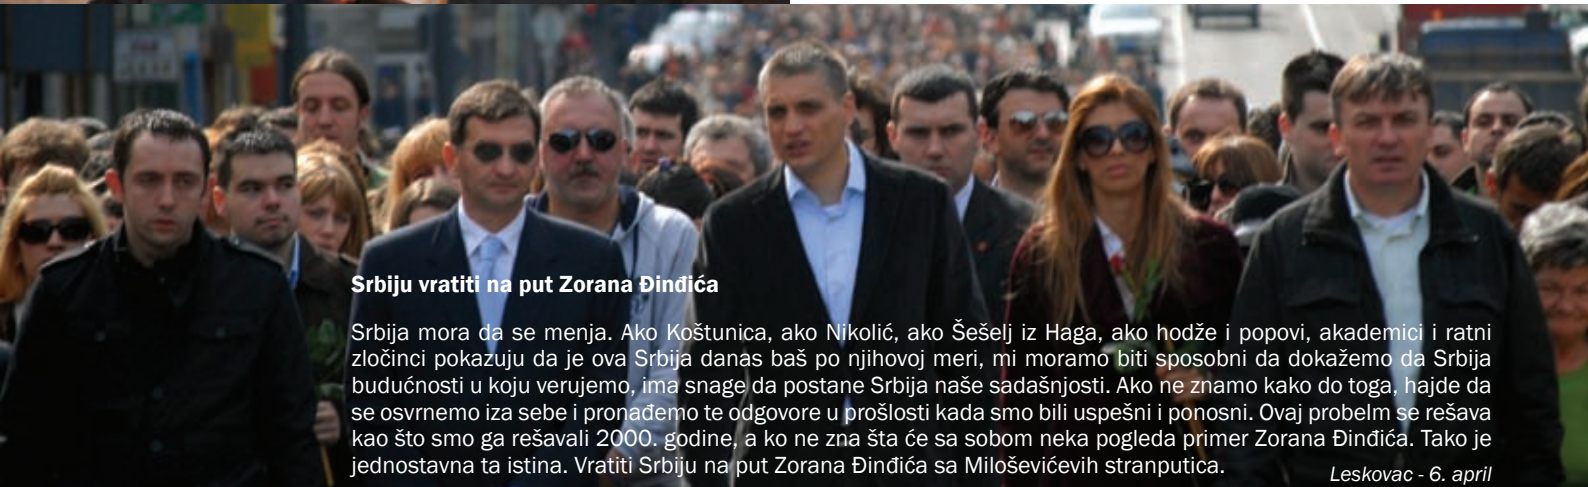 Srbiju vratiti na put Zorana Đinđića
Srbija mora da se menja. Ako Koštunica, ako Nikolić, ako Šešelj iz Haga, ako hodže i popovi, akademici i ratni
zločinci pokazuju da je ova Srbija danas baš po njihovoj meri, mi moramo biti sposobni da dokažemo da Srbija
budućnosti u koju verujemo, ima snage da postane Srbija naše sadašnjosti. Ako ne znamo kako do toga, hajde da
se osvrnemo iza sebe i pronađemo te odgovore u prošlosti kada smo bili uspešni i ponosni. Ovaj probelm se rešava
kao što smo ga rešavali 2000. godine, a ko ne zna šta će sa sobom neka pogleda primer Zorana Đinđića. Tako je
jednostavna ta istina. Vratiti Srbiju na put Zorana Đinđića sa Miloševićevih stranputica.
Leskovac - 6. april